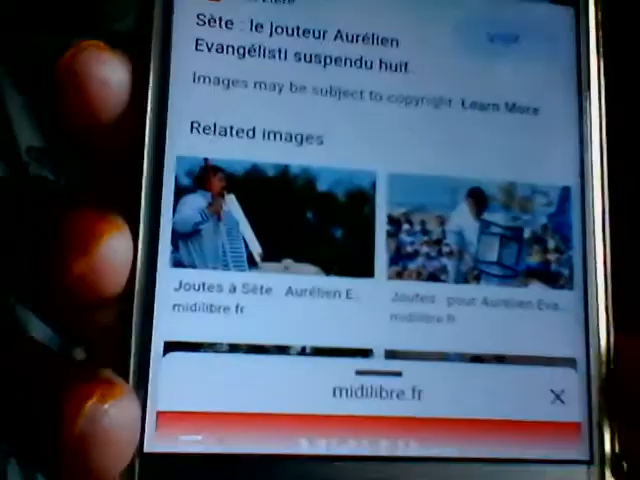 Sète : le jouteur Aurélien
Evangélisti suspendu huit
Images may be subject to copyright. Learn More
Related images
Joutes à Sète : Aurélien E...
midilibre.fr
Joutes : pour Aurélien Eva...
midilibre.fr
midilibre.fr